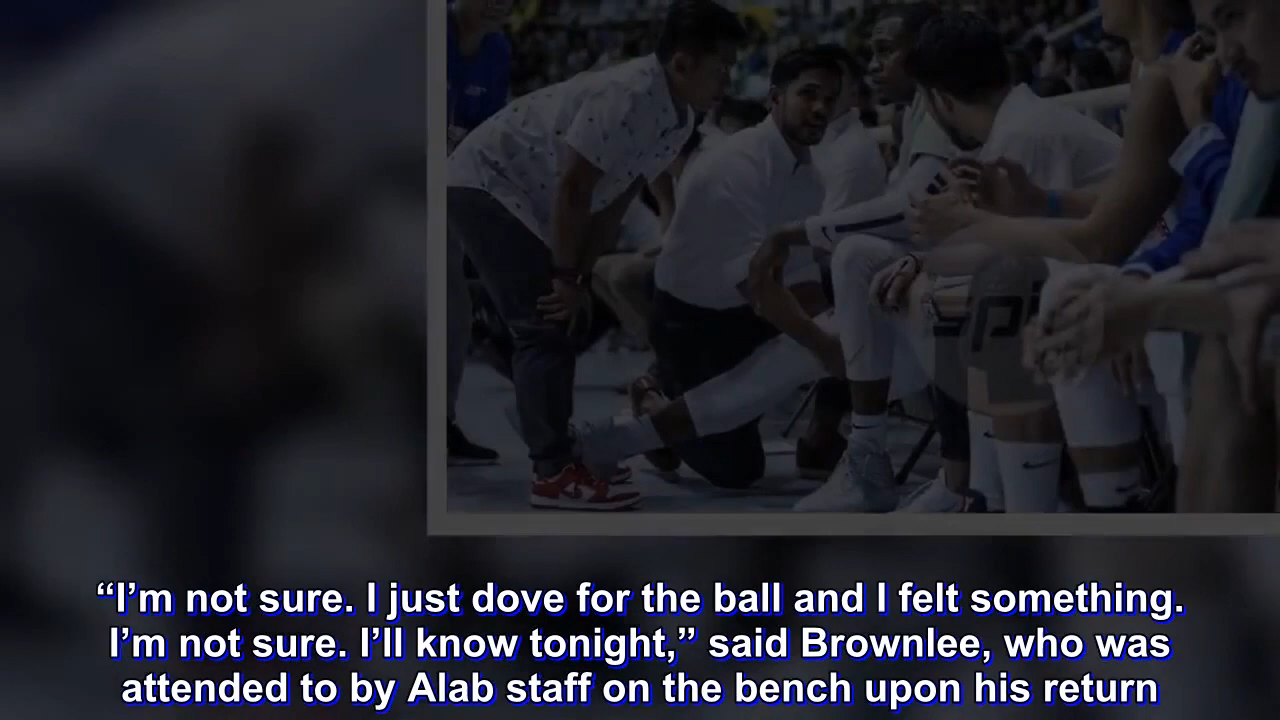 spi
“I’m not sure. I just dove for the ball and I felt something.
I’m not sure. I’ll know tonight,” said Brownlee, who was
attended to by Alab staff on the bench upon his return